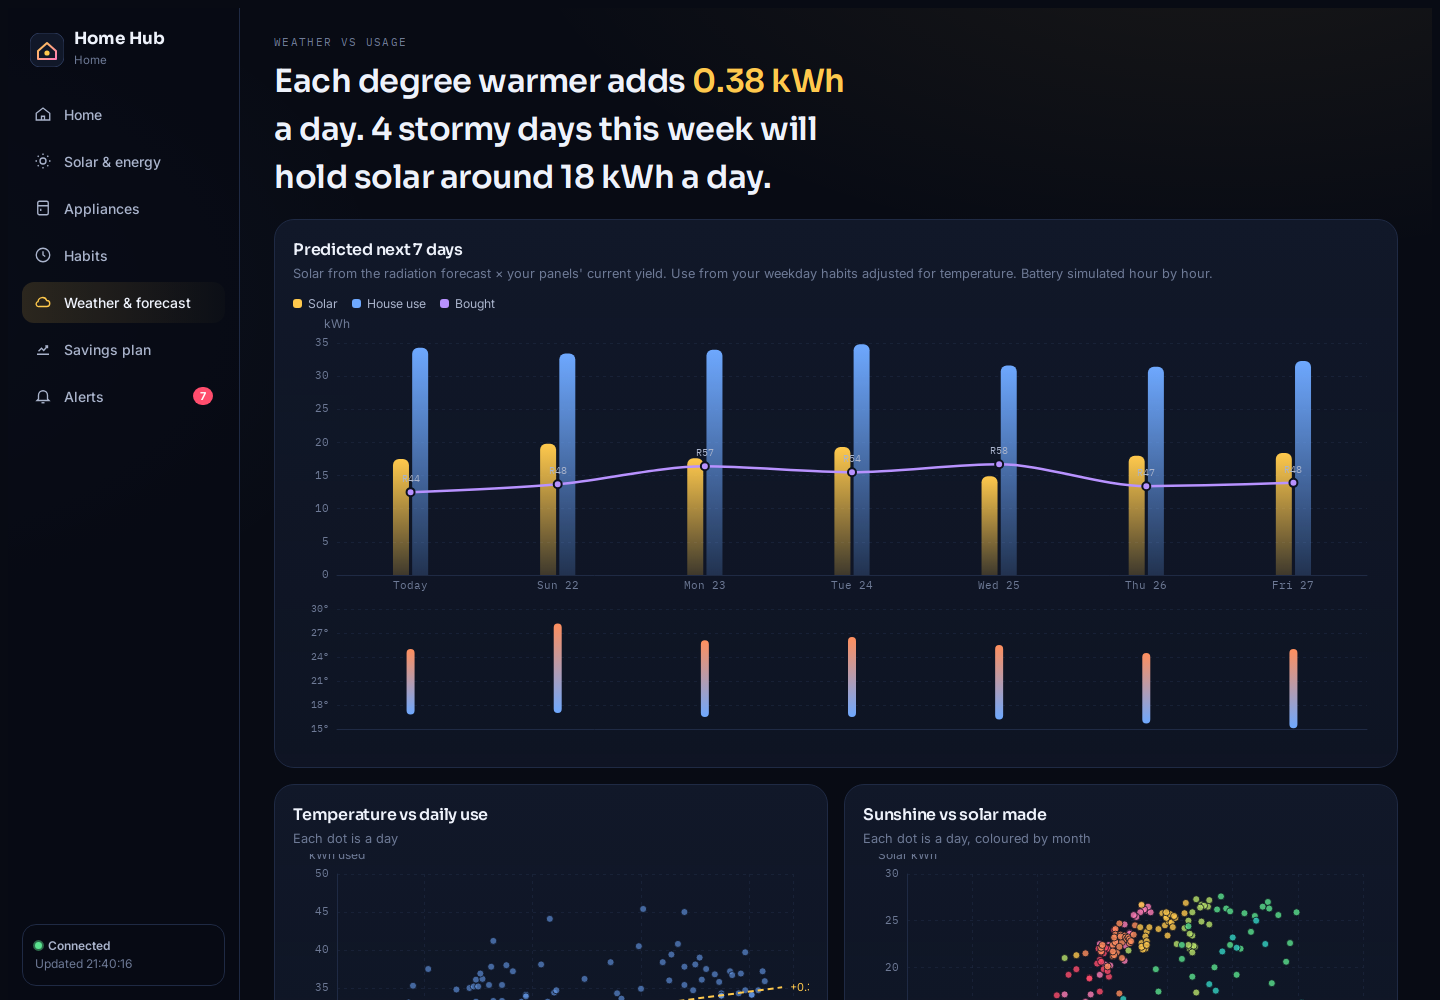 Home Hub
Home
Home
Solar & energy
Appliances
Habits
Weather & forecast
Savings plan
Alerts
7
Connected
Updated 21:40:16
WEATHER VS USAGE
Each degree warmer adds 0.38 kWh
a day. 4 stormy days this week will
hold solar around 18 kWh a day.
Predicted next 7 days
Solar from the radiation forecast × your panels' current yield. Use from your weekday habits adjusted for temperature. Battery simulated hour by hour.
Solar
House use
Bought
kWh
35
30
25
20
15
10
5
0
R57
R58
Today
Sun 22
Mon 23
Tue 24
Wed 25
Thu 26
Fri 27
30°
27°
24°
21°
18°
15°
Temperature vs daily use
Each dot is a day
kWh used
50
45
40
35
Sunshine vs solar made
Each dot is a day, coloured by month
Solar kWh
30
25
20